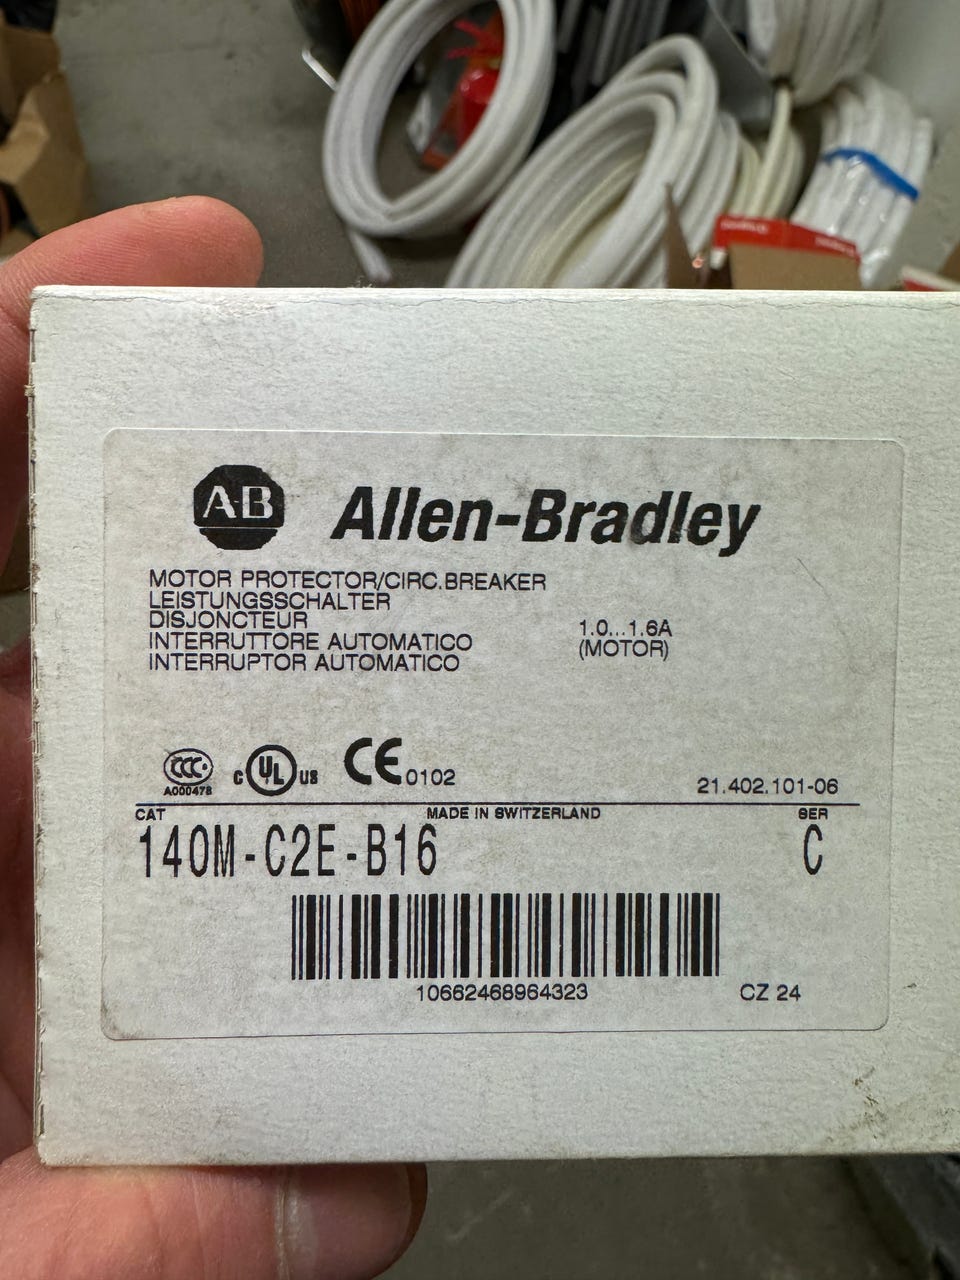 AB Allen-Bradley
MOTOR PROTECTOR/CIRC.BREAKER
LEISTUNGSSCHALTER
DISJONCTEUR
INTERRUTTORE AUTOMATICO
INTERRUPTOR AUTOMATICO
1.0...1.6A
(MOTOR)
CCC
A000478
C UL US
CE 0102
21.402.101-06
CAT MADE IN SWITZERLAND SER
140M-C2E-B16 C
10662468964323 CZ 24